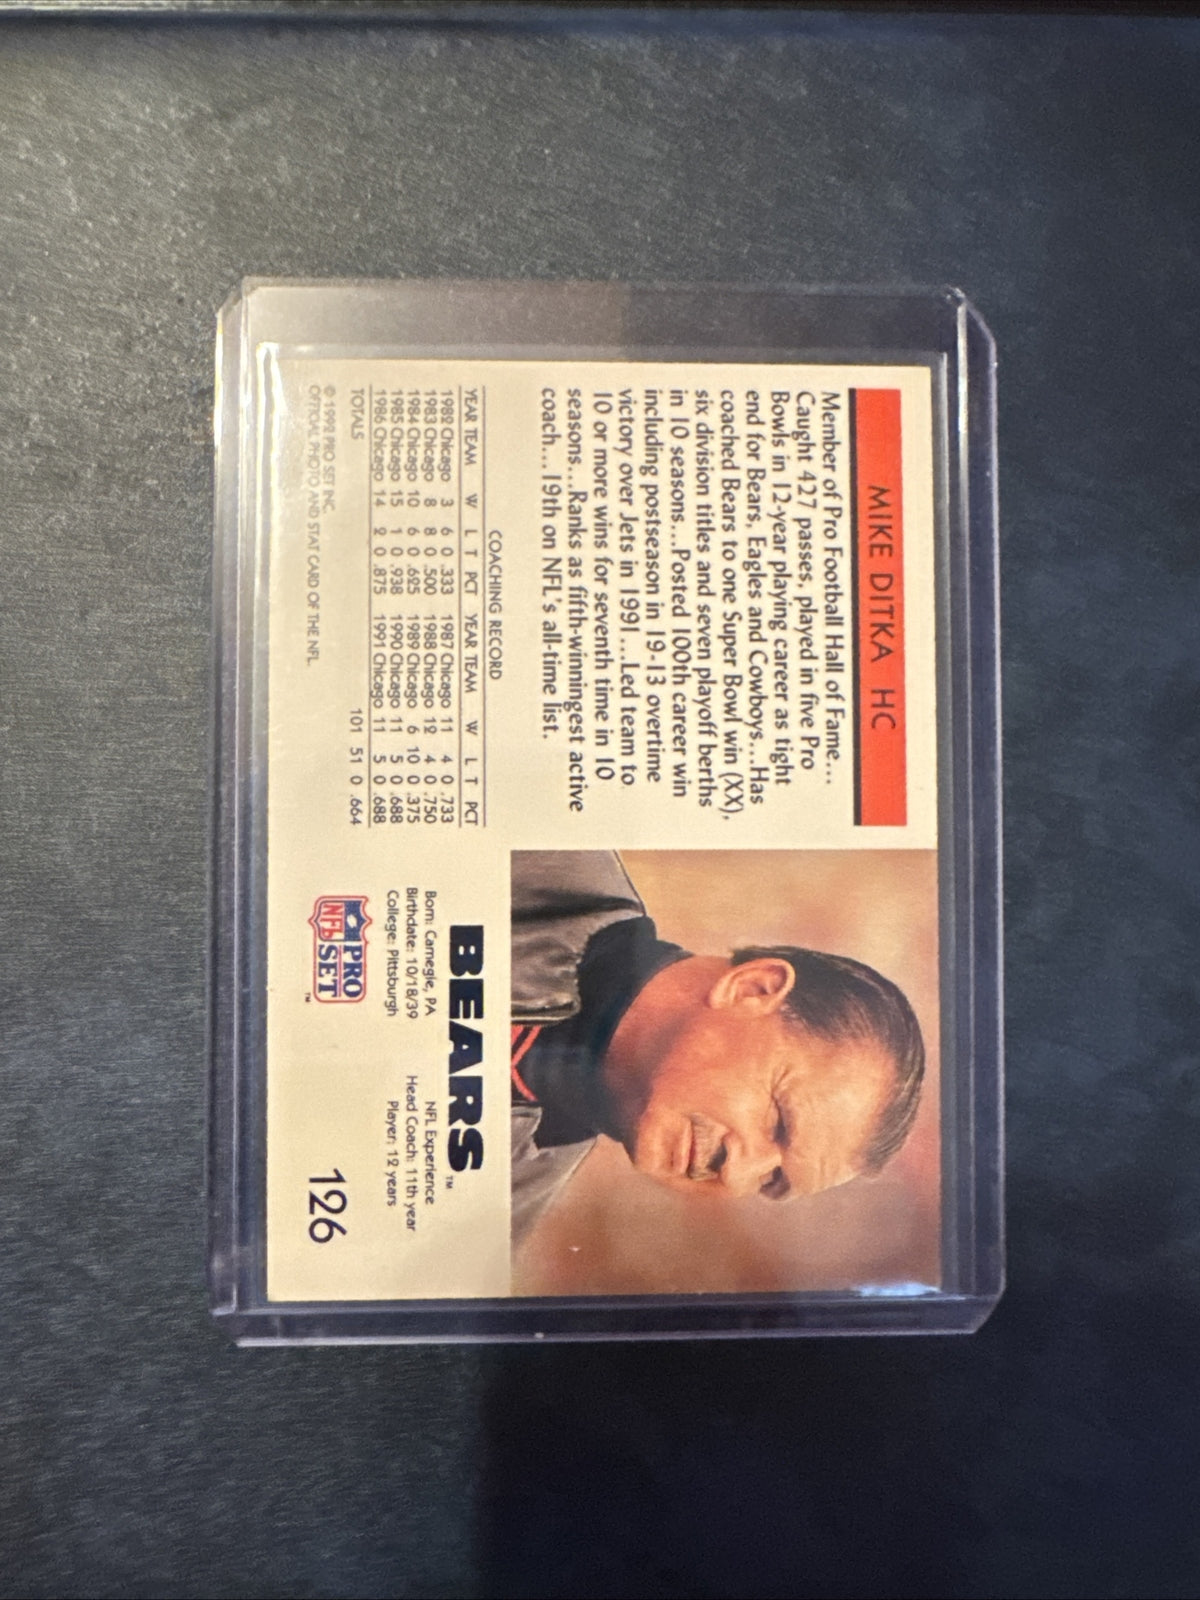 MIKE DITKA HC
Member of Pro Football Hall of Fame...
Caught 427 passes, played in five Pro
Bowls in 12-year playing career as tight
end for Bears, Eagles and Cowboys...Has
coached Bears to one Super Bowl win (XX),
six division titles and seven playoff berths
in 10 seasons...Posted 100th career win
including postseason in 19-13 overtime
victory over Jets in 1991...Led team to
10 or more wins for seventh time in 10
seasons...Ranks as fifth-winningest active
coach...19th on NFL's all-time list.
COACHING RECORD
YEAR TEAM W L T PCT YEAR TEAM W L T PCT
1982 Chicago 3 6 0 .333 1987 Chicago 11 4 0 .733
1983 Chicago 8 8 0 .500 1988 Chicago 12 4 0 .750
1984 Chicago 10 6 0 .625 1989 Chicago 6 10 0 .375
1985 Chicago 15 1 0 .938 1990 Chicago 11 5 0 .688
1986 Chicago 14 2 0 .875 1991 Chicago 11 5 0 .688
TOTALS 101 51 0 .664
© 1992 PRO SET INC.
OFFICIAL PHOTO AND STAT CARD OF THE NFL.
BEARS™
Born: Carnegie, PA
Birthdate: 10/18/39
College: Pittsburgh
NFL Experience
Head Coach: 11th year
Player: 12 years
PRO
NFL SET™
126